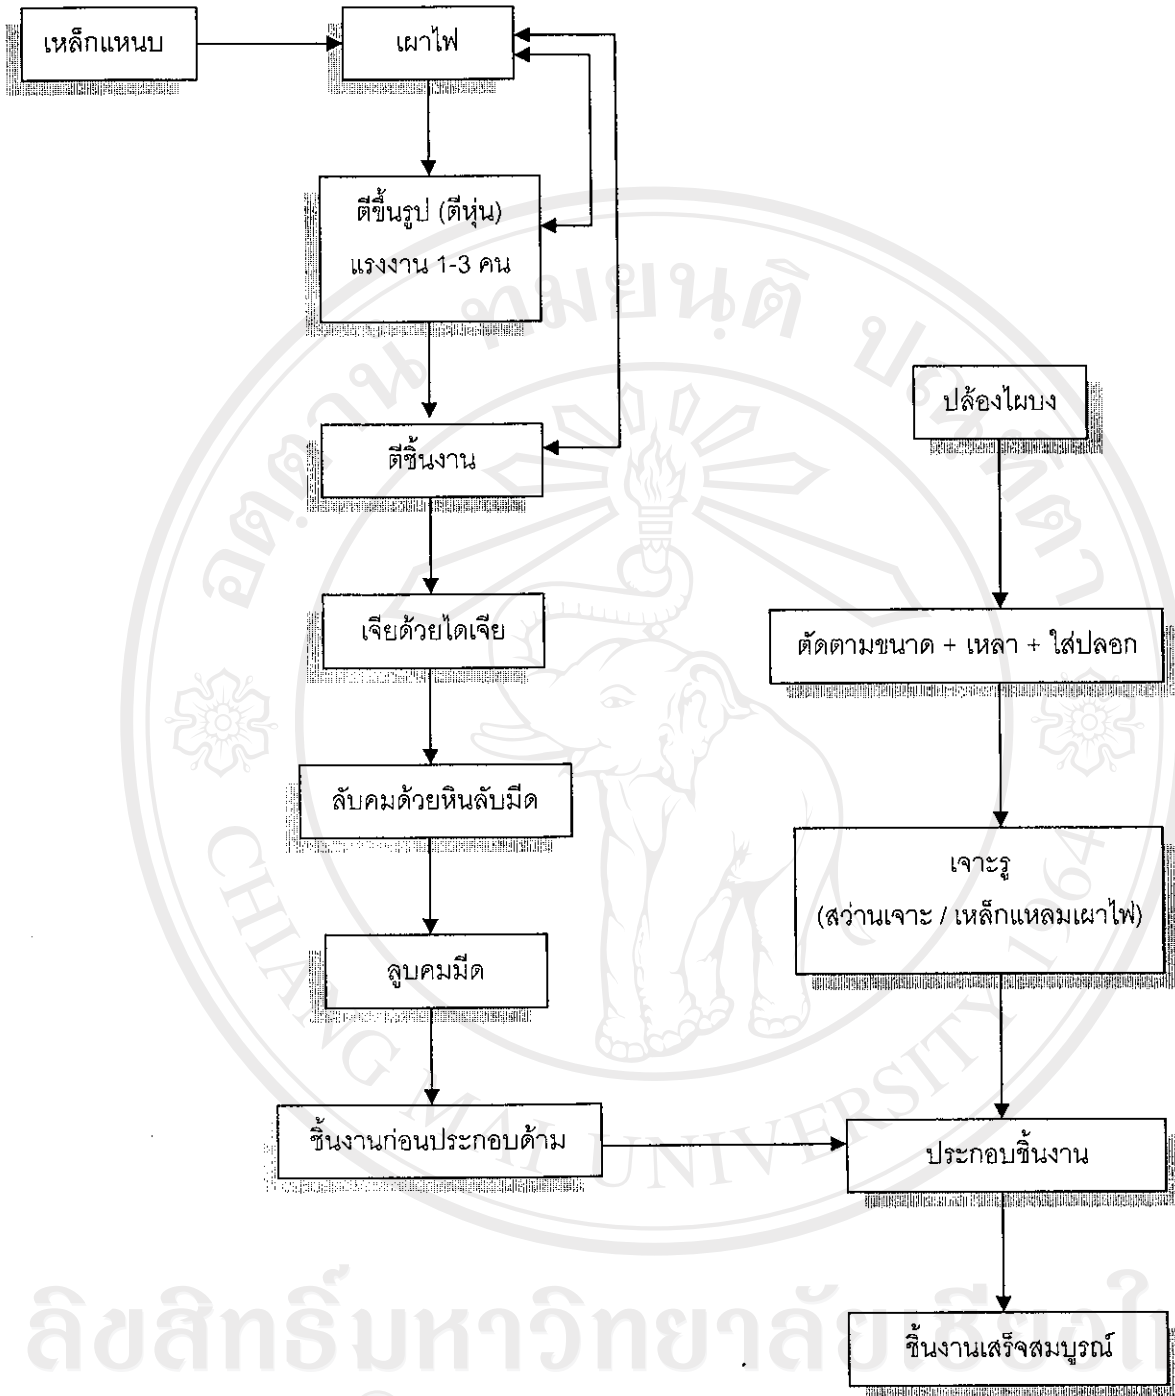 เหล็กแหนบ
เผาไฟ
ตีขึ้นรูป (ตีหุ่น)
แรงงาน 1-3 คน
ปล้องไผบง
ตีชิ้นงาน
เจียด้วยไดเจีย
ตัดตามขนาด + เหลา + ใส่ปลอก
ลับคมด้วยหินลับมีด
เจาะรู
(สว่านเจาะ / เหล็กแหลมเผาไฟ)
ลูบคมมีด
ชิ้นงานก่อนประกอบด้าม
ประกอบชิ้นงาน
ชิ้นงานเสร็จสมบูรณ์
CHIANG MAI UNIVERSITY 1964
ลิขสิทธิ์มหาวิทยาลัยเชียงใ